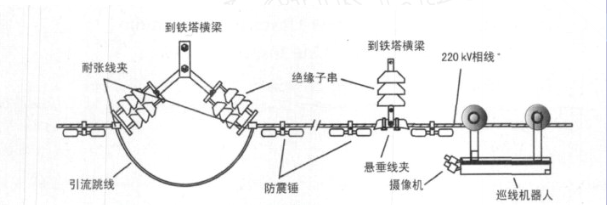 到铁塔横梁
到铁塔横梁
耐张线夹
绝缘子串
220 kV相线
引流跳线
防震锤
悬垂线夹
摄像机
巡线机器人